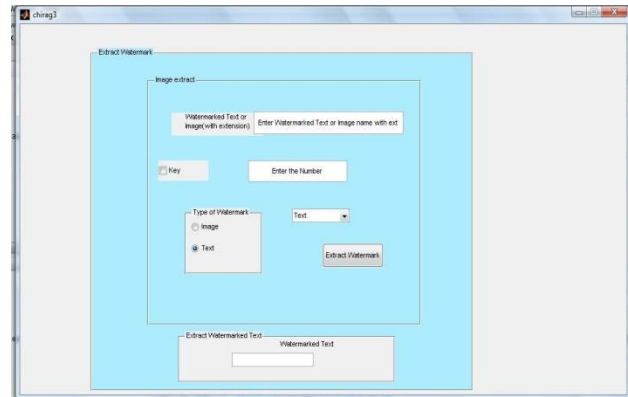 chirag3
Extract Watermark
Image extract
Watermarked Text or
Image(with extension)
Enter Watermarked Text or Image name with ext
Key
Enter the Number
Type of Watermark
Text
Image
Text
Extract Watermark
Extract Watermarked Text
Watermarked Text